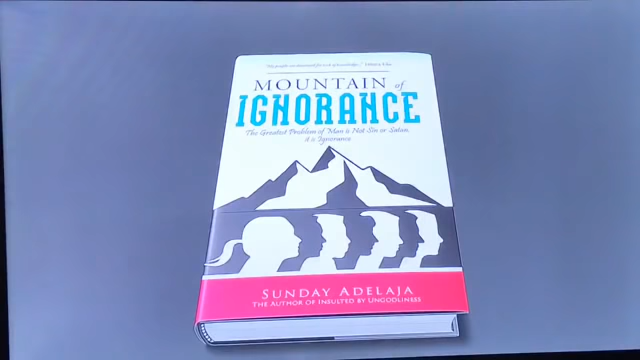 MOUNTAIN of
IGNORANCE
The Greatest Problem of Man is Not Sin or Satan,
it is Ignorance
SUNDAY ADELAJA
THE AUTHOR OF INSULTED BY UNGODLINESS